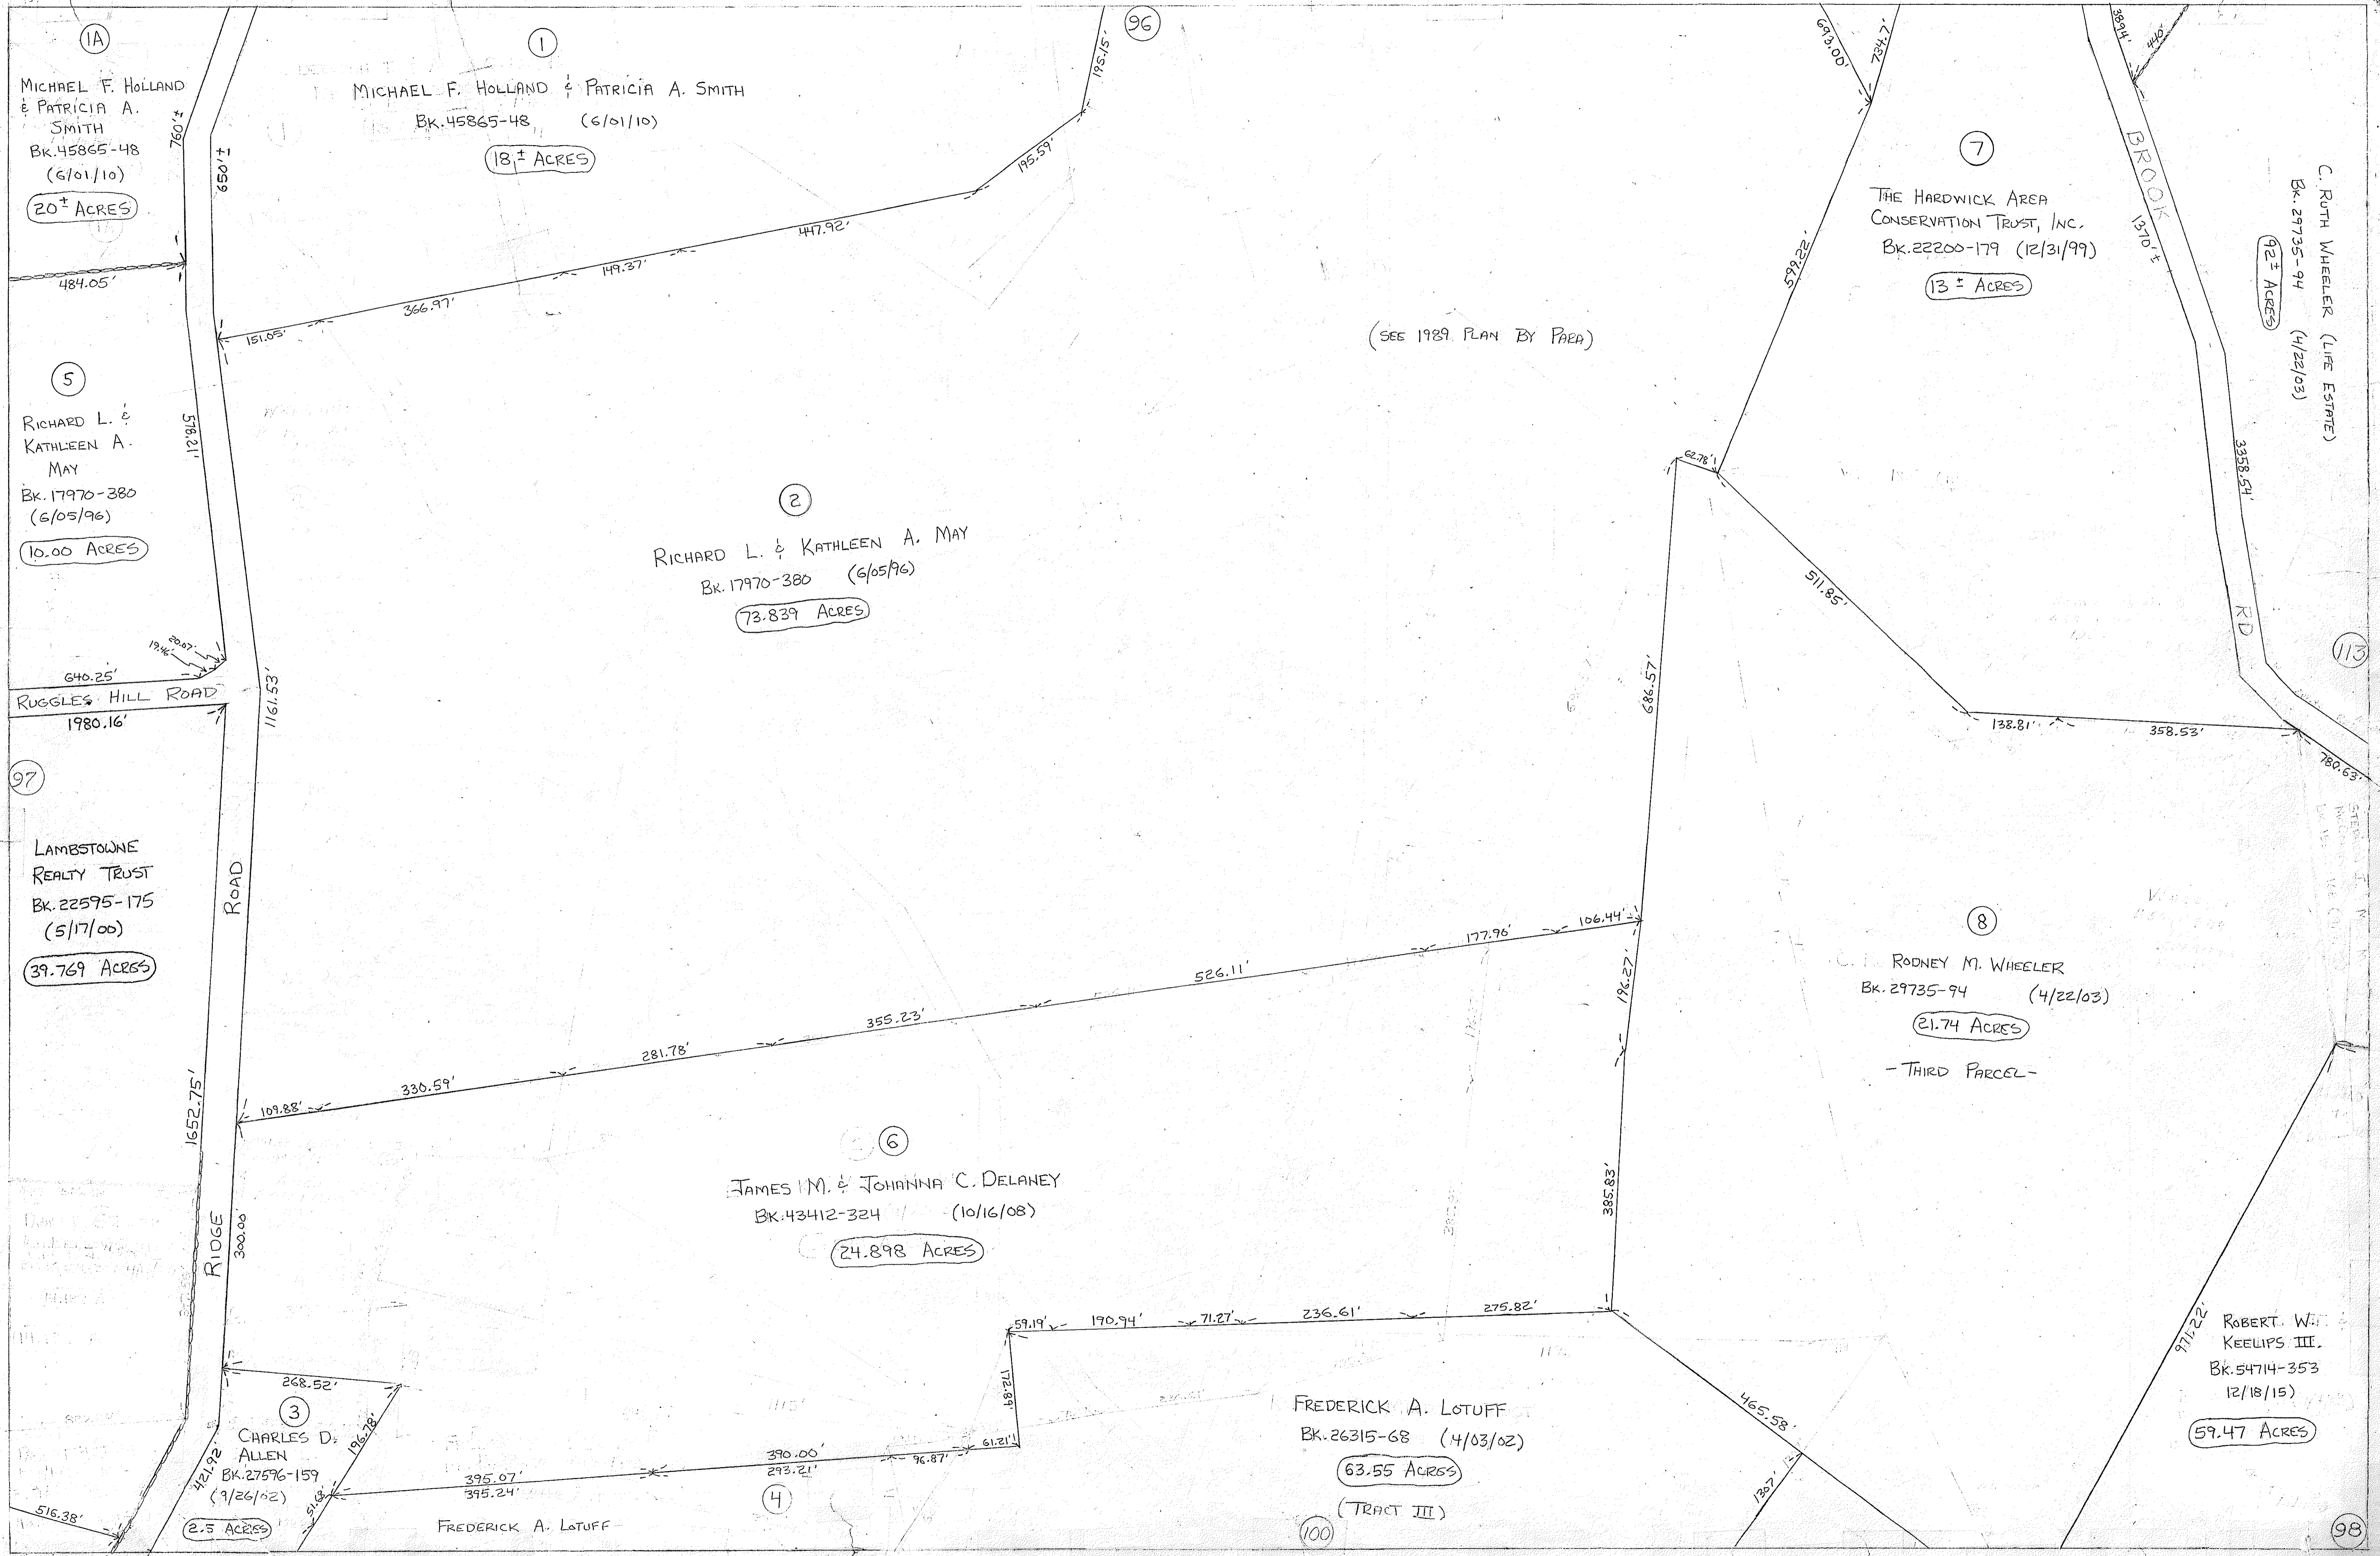 1A
MICHAEL F. HOLLAND
& PATRICIA A.
SMITH
BK.45865-48
(6/01/10)
20± ACRES
760'±
650'±
484.05'
1
MICHAEL F. HOLLAND & PATRICIA A. SMITH
BK.45865-48 (6/01/10)
18± ACRES
96
195.15'
195.59'
447.92'
149.37'
366.97'
151.05'
693.00'
734.7'
7
THE HARDWICK AREA
CONSERVATION TRUST, INC.
BK.22200-179 (12/31/99)
13± ACRES
599.22'
3894'
440'
BROOK
1370'±
RD
3358.54'
C. RUTH WHEELER (LIFE ESTATE)
BK.29735-94 (4/22/03)
92± ACRES
(SEE 1989 PLAN BY PARA)
5
RICHARD L. &
KATHLEEN A.
MAY
BK.17970-380
(6/05/96)
10.00 ACRES
578.21'
20.07'
19.46'
640.25'
RUGGLES HILL ROAD
1980.16'
1161.53'
2
RICHARD L. & KATHLEEN A. MAY
BK.17970-380 (6/05/96)
73.839 ACRES
62.78'
511.85'
686.57'
138.81'
358.53'
113
780.63'
97
LAMBSTOWNE
REALTY TRUST
BK.22595-175
(5/17/00)
39.769 ACRES
ROAD
RIDGE
1652.75'
300.00'
106.44'
177.96'
526.11'
355.23'
281.78'
330.59'
109.88'
196.27'
385.83'
8
RODNEY M. WHEELER
BK.29735-94 (4/22/03)
21.74 ACRES
-THIRD PARCEL-
6
JAMES M. & JOHANNA C. DELANEY
BK.43412-324 (10/16/08)
24.898 ACRES
59.19'
190.94'
71.27'
236.61'
275.82'
172.89'
61.21'
96.87'
390.00'
293.21'
395.07'
395.24'
268.52'
196.78'
51.68'
421.92'
516.38'
3
CHARLES D.
ALLEN
BK.27596-159
(9/26/02)
2.5 ACRES
4
FREDERICK A. LOTUFF
FREDERICK A. LOTUFF
BK.26315-68 (4/03/02)
63.55 ACRES
(TRACT III)
100
465.58'
1307'
971.22'
ROBERT W.
KEELIPS III.
BK.54714-353
12/18/15)
59.47 ACRES
98